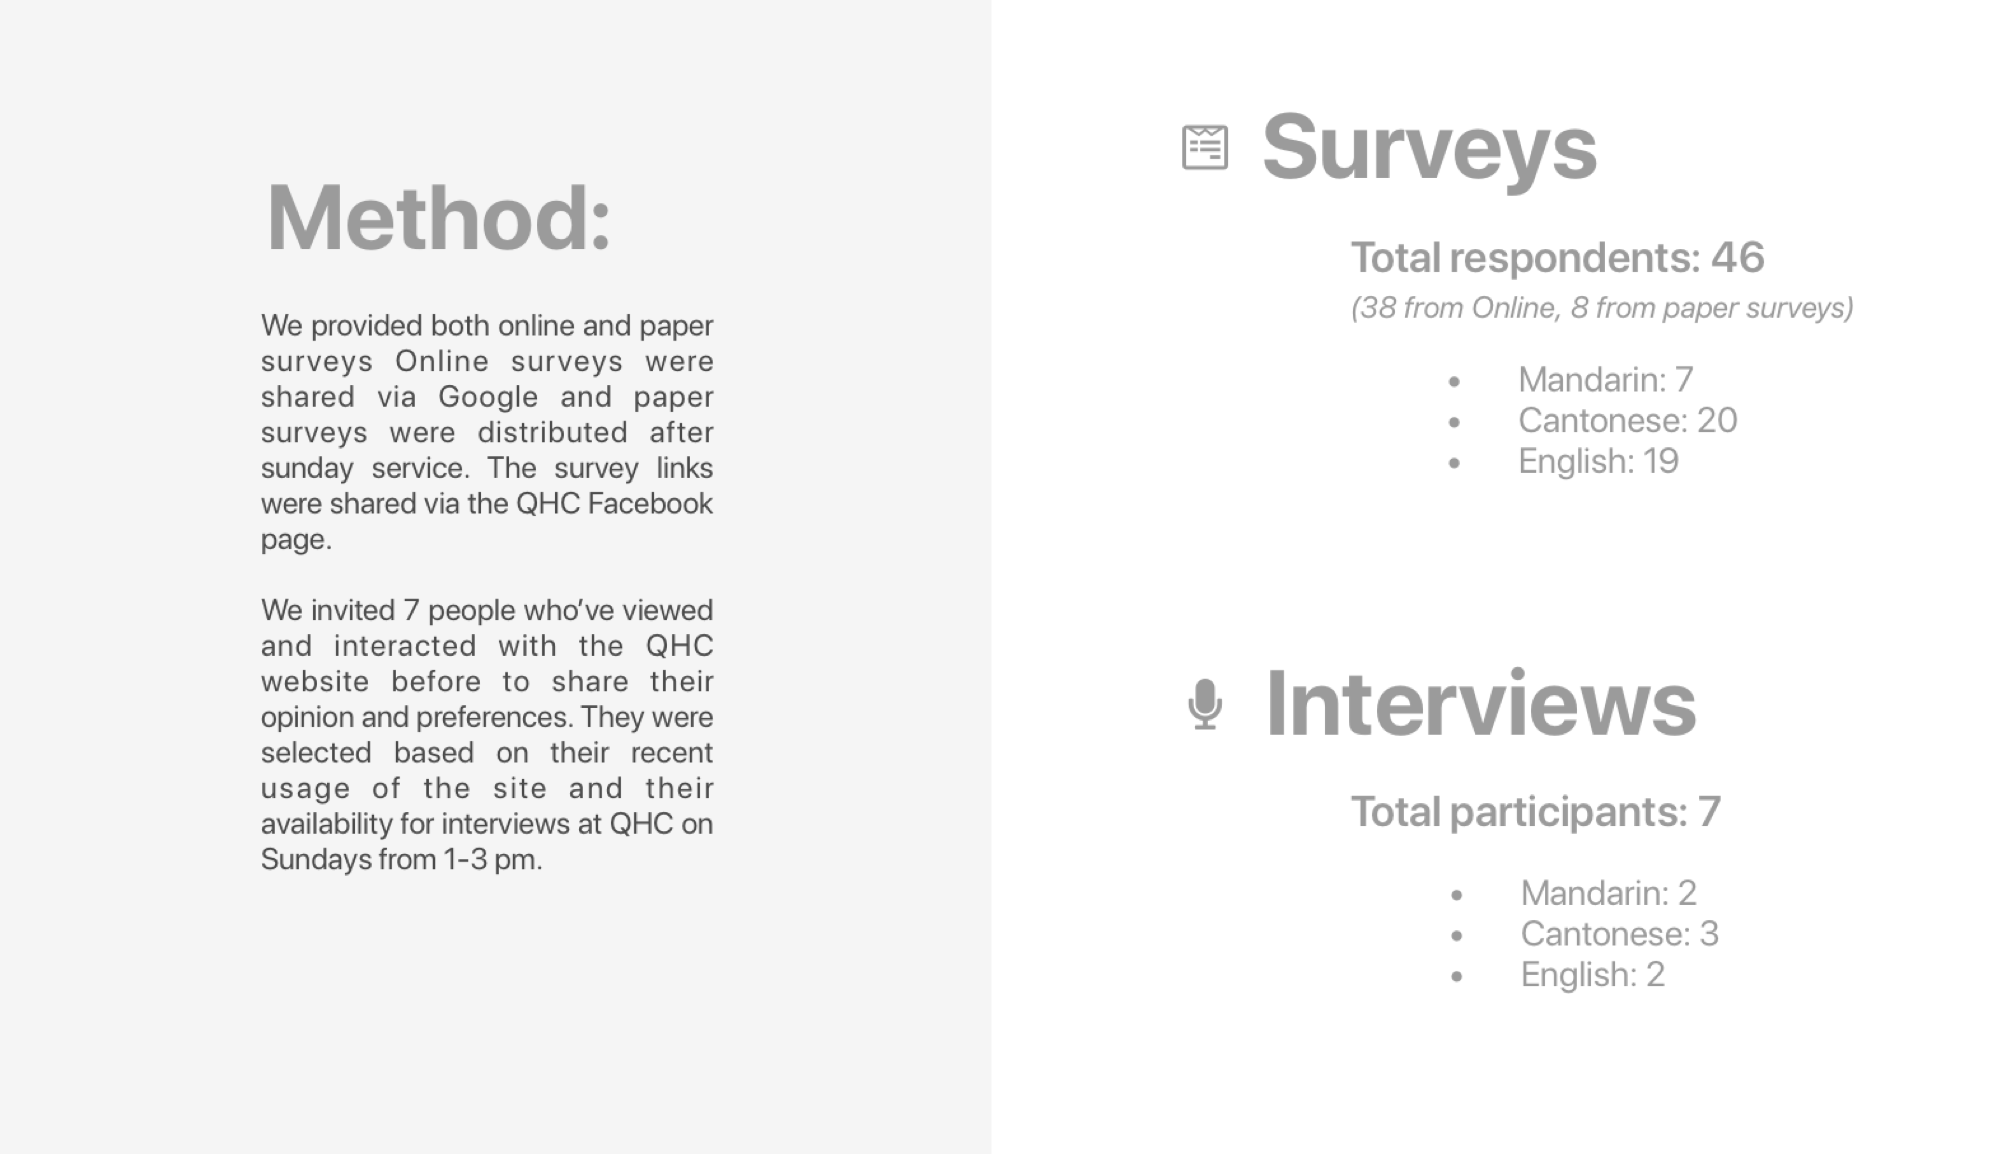 Method:
We provided both online and paper
surveys Online surveys were
shared via Google and paper
surveys were distributed after
sunday service. The survey links
were shared via the QHC Facebook
page.
We invited 7 people who’ve viewed
and interacted with the QHC
website before to share their
opinion and preferences. They were
selected based on their recent
usage of the site and their
availability for interviews at QHC on
Sundays from 1-3 pm.
Surveys
Total respondents: 46
(38 from Online, 8 from paper surveys)
• Mandarin: 7
• Cantonese: 20
• English: 19
Interviews
Total participants: 7
• Mandarin: 2
• Cantonese: 3
• English: 2